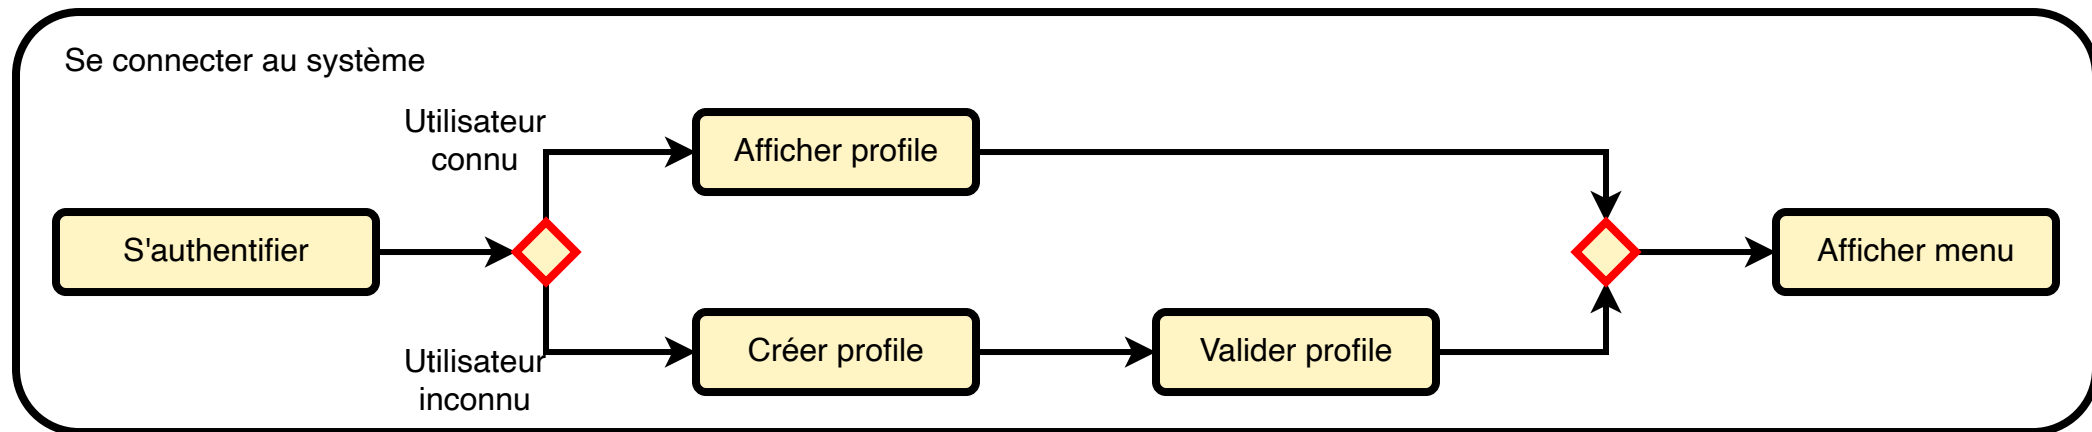 Se connecter au système
Utilisateur
connu
Afficher profile
S'authentifier
Afficher menu
Utilisateur
inconnu
Créer profile
Valider profile